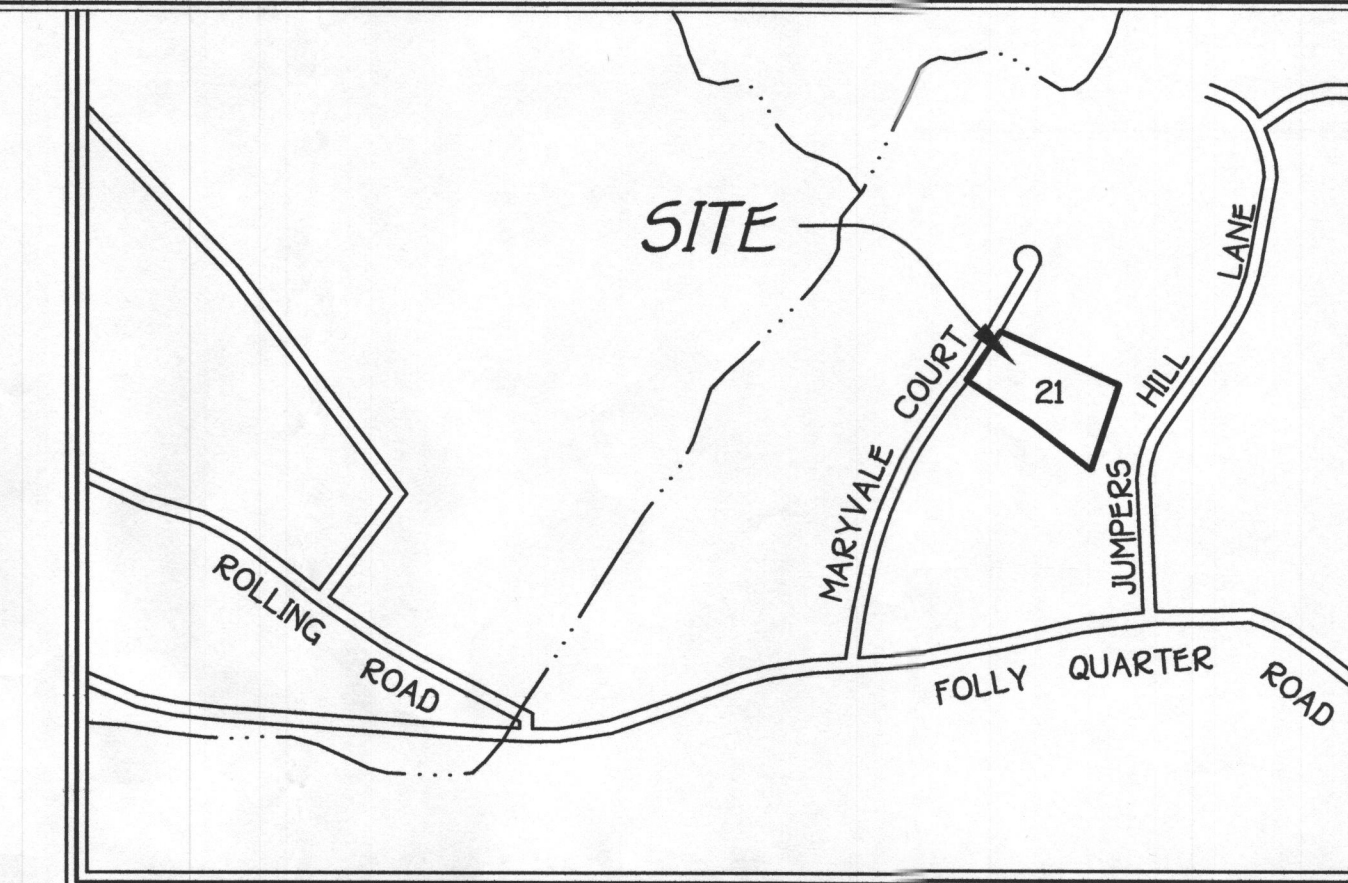 SITE
LANE
MARYVALE COURT
21
JUMPERS HILL
ROLLING ROAD
FOLLY QUARTER ROAD